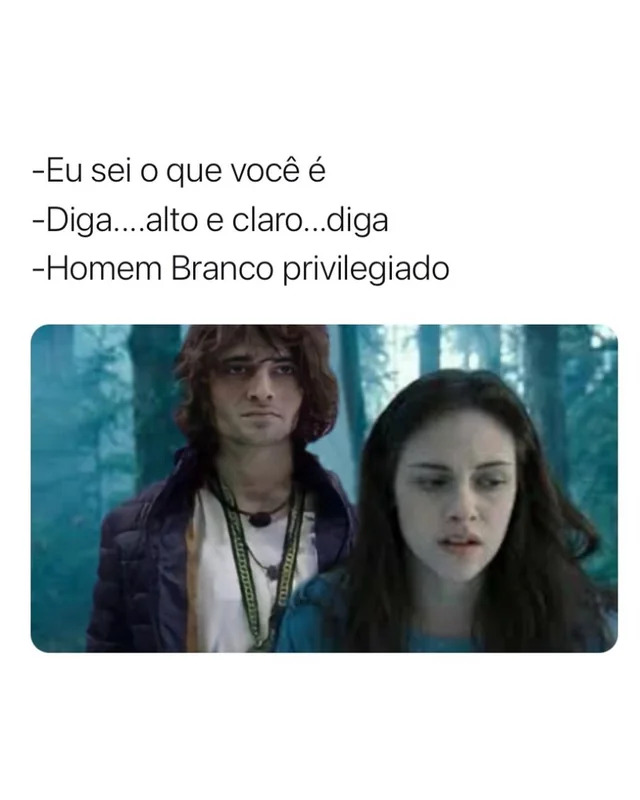 -Eu sei o que você é
-Diga....alto e claro...diga
-Homem Branco privilegiado